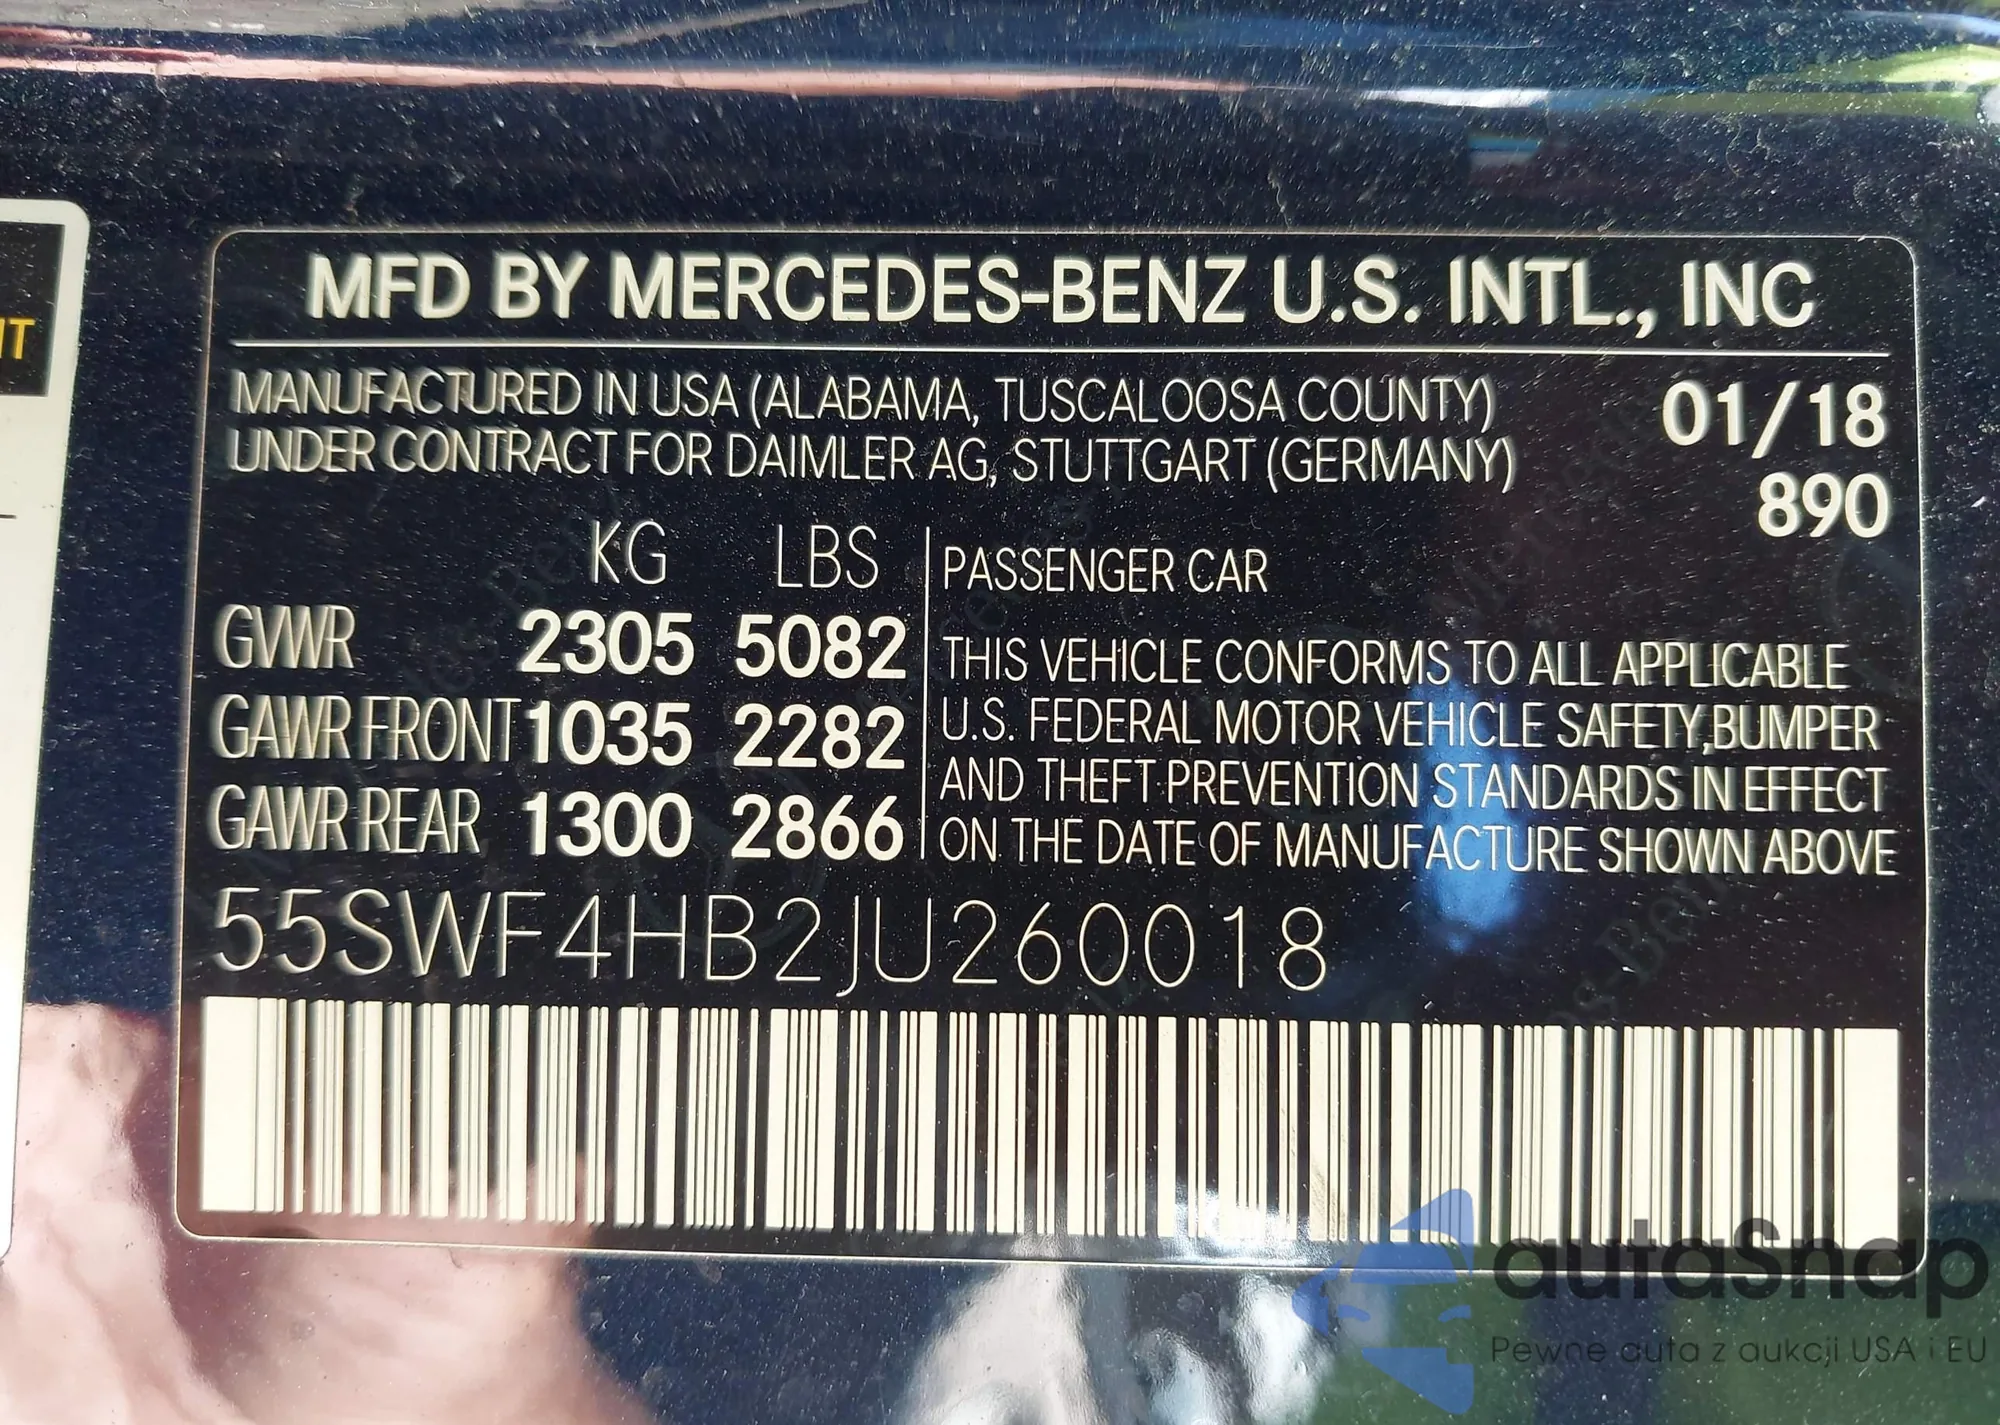 MFD BY MERCEDES-BENZ U.S. INTL., INC
MANUFACTURED IN USA (ALABAMA, TUSCALOOSA COUNTY) 01/18
UNDER CONTRACT FOR DAIMLER AG, STUTTGART (GERMANY)
890
KG LBS
GVWR 2305 5082
GAWR FRONT 1035 2282
GAWR REAR 1300 2866
PASSENGER CAR
THIS VEHICLE CONFORMS TO ALL APPLICABLE
U.S. FEDERAL MOTOR VEHICLE SAFETY,BUMPER
AND THEFT PREVENTION STANDARDS IN EFFECT
ON THE DATE OF MANUFACTURE SHOWN ABOVE
55SWF4HB2JU260018
autaSnap
Pewne auta z aukcji USA i EU